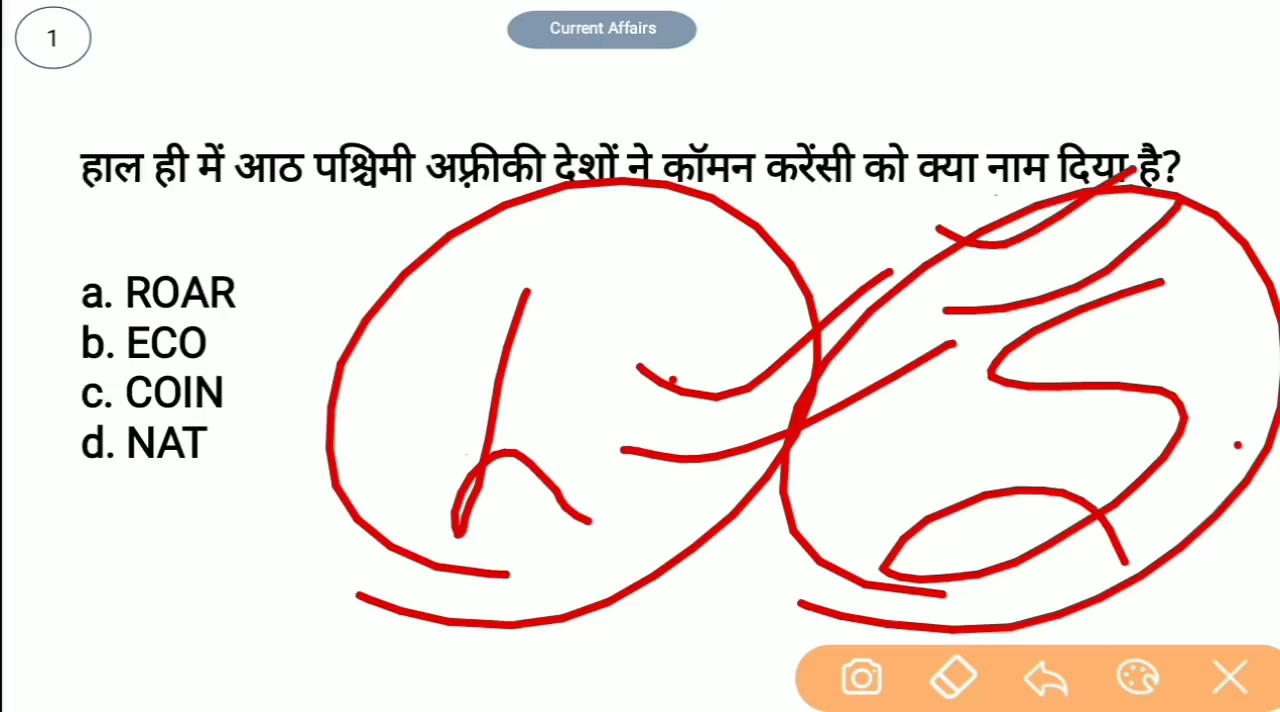 1
Current Affairs
हाल ही में आठ पश्चिमी अफ़्रीकी देशों ने कॉमन करेंसी को क्या नाम दिया है?
a. ROAR
b. ECO
c. COIN
d. NAT